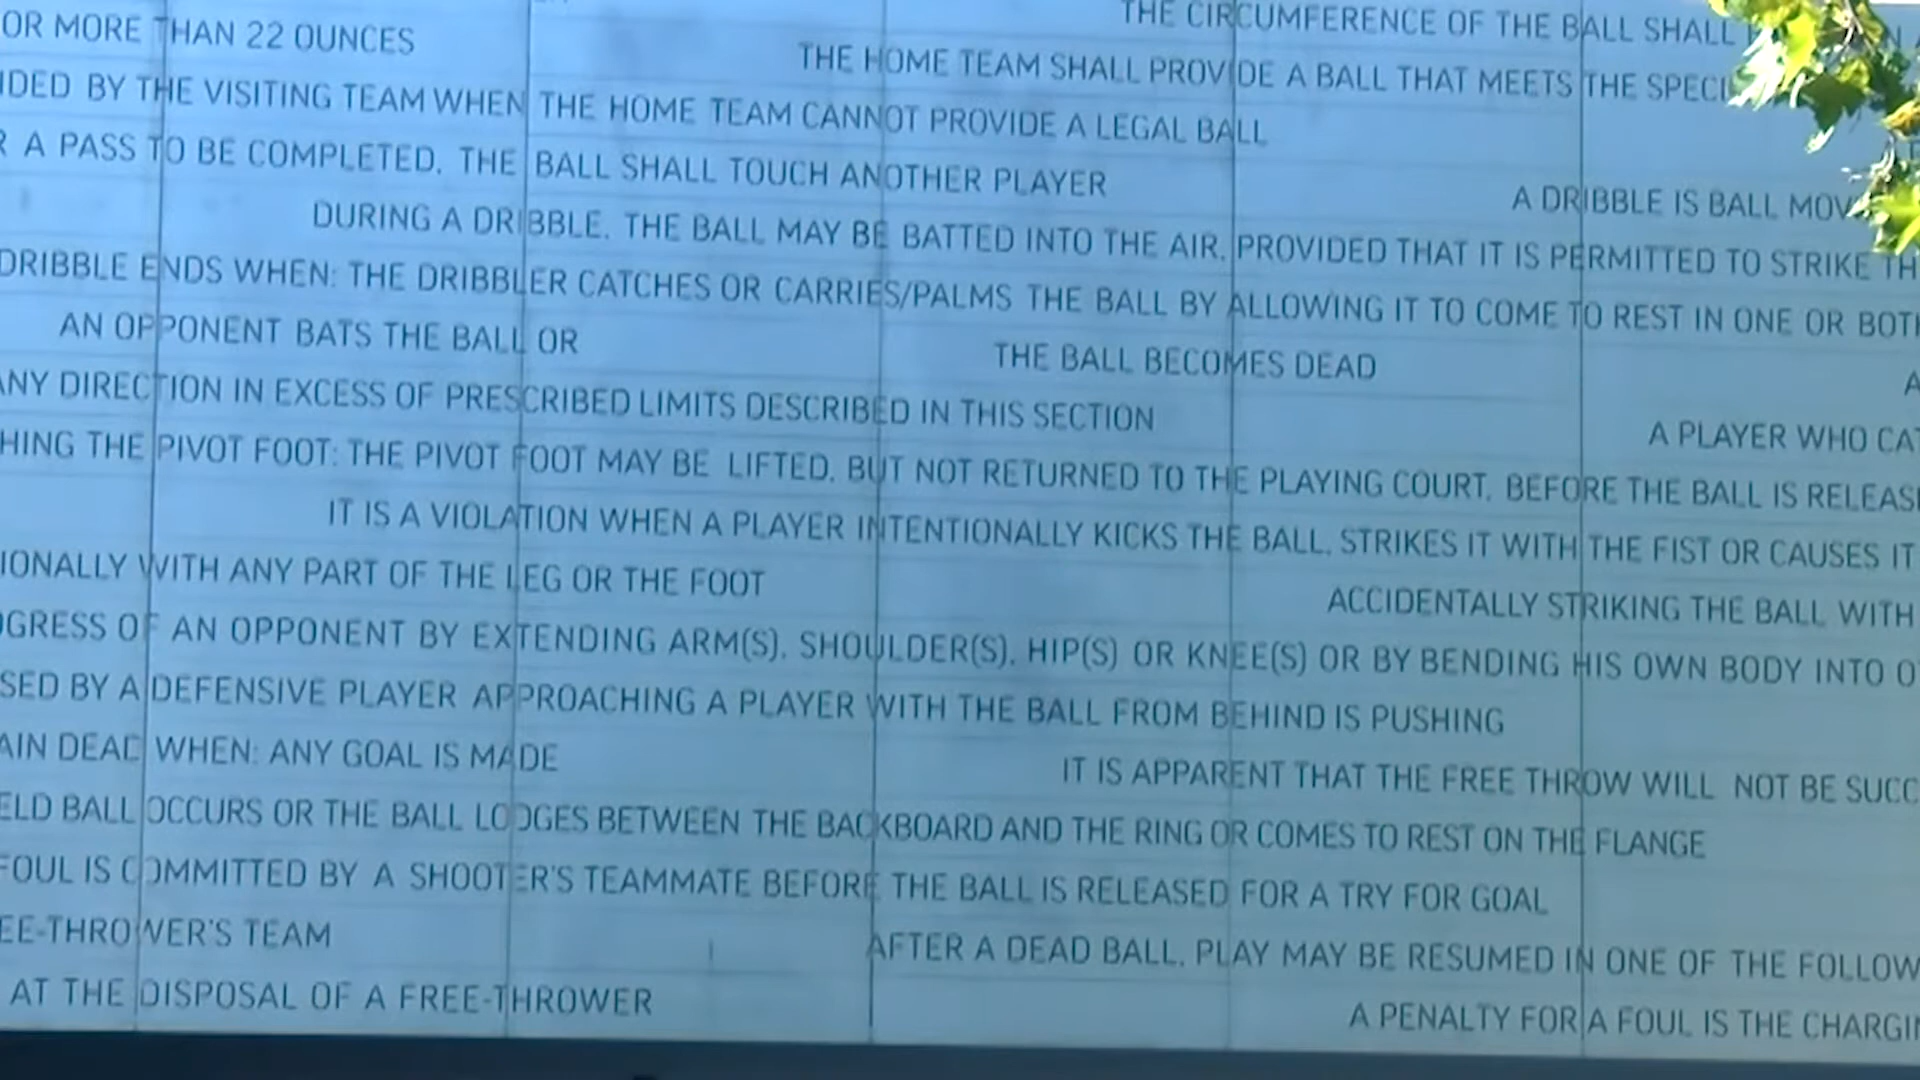 THE CIRCUMFERENCE OF THE BALL SHALL
OR MORE THAN 22 OUNCES THE HOME TEAM SHALL PROVIDE A BALL THAT MEETS THE
BY THE VISITING TEAM WHEN THE HOME TEAM CANNOT PROVIDE A LEGAL BALL
A PASS TO BE COMPLETED, THE BALL SHALL TOUCH ANOTHER PLAYER A DRIBBLE IS BALL
DURING A DRIBBLE, THE BALL MAY BE BATTED INTO THE AIR, PROVIDED THAT IT IS PERMITTED TO STRIKE
DRIBBLE ENDS WHEN: THE DRIBBLER CATCHES OR CARRIES/PALMS THE BALL BY ALLOWING IT TO COME TO REST IN ONE OR
AN OPPONENT BATS THE BALL OR THE BALL BECOMES DEAD
ANY DIRECTION IN EXCESS OF PRESCRIBED LIMITS DESCRIBED IN THIS SECTION A PLAYER WHO
HING THE PIVOT FOOT: THE PIVOT FOOT MAY BE LIFTED, BUT NOT RETURNED TO THE PLAYING COURT, BEFORE THE BALL IS RELEAS
IT IS A VIOLATION WHEN A PLAYER INTENTIONALLY KICKS THE BALL, STRIKES IT WITH THE FIST OR CAUSES IT
IONALLY WITH ANY PART OF THE LEG OR THE FOOT ACCIDENTALLY STRIKING THE BALL WITH
OGRESS OF AN OPPONENT BY EXTENDING ARM(S), SHOULDER(S), HIP(S) OR KNEE(S) OR BY BENDING HIS OWN BODY INTO
SED BY A DEFENSIVE PLAYER APPROACHING A PLAYER WITH THE BALL FROM BEHIND IS PUSHING
AIN DEAD WHEN: ANY GOAL IS MADE IT IS APPARENT THAT THE FREE THROW WILL NOT BE SUCC
ELD BALL OCCURS OR THE BALL LODGES BETWEEN THE BACKBOARD AND THE RING OR COMES TO REST ON THE FLANGE
FOUL IS COMMITTED BY A SHOOTER'S TEAMMATE BEFORE THE BALL IS RELEASED FOR A TRY FOR GOAL
EE-THROWER'S TEAM AFTER A DEAD BALL, PLAY MAY BE RESUMED IN ONE OF THE FOLLOW
AT THE DISPOSAL OF A FREE-THROWER A PENALTY FOR A FOUL IS THE CHARGI